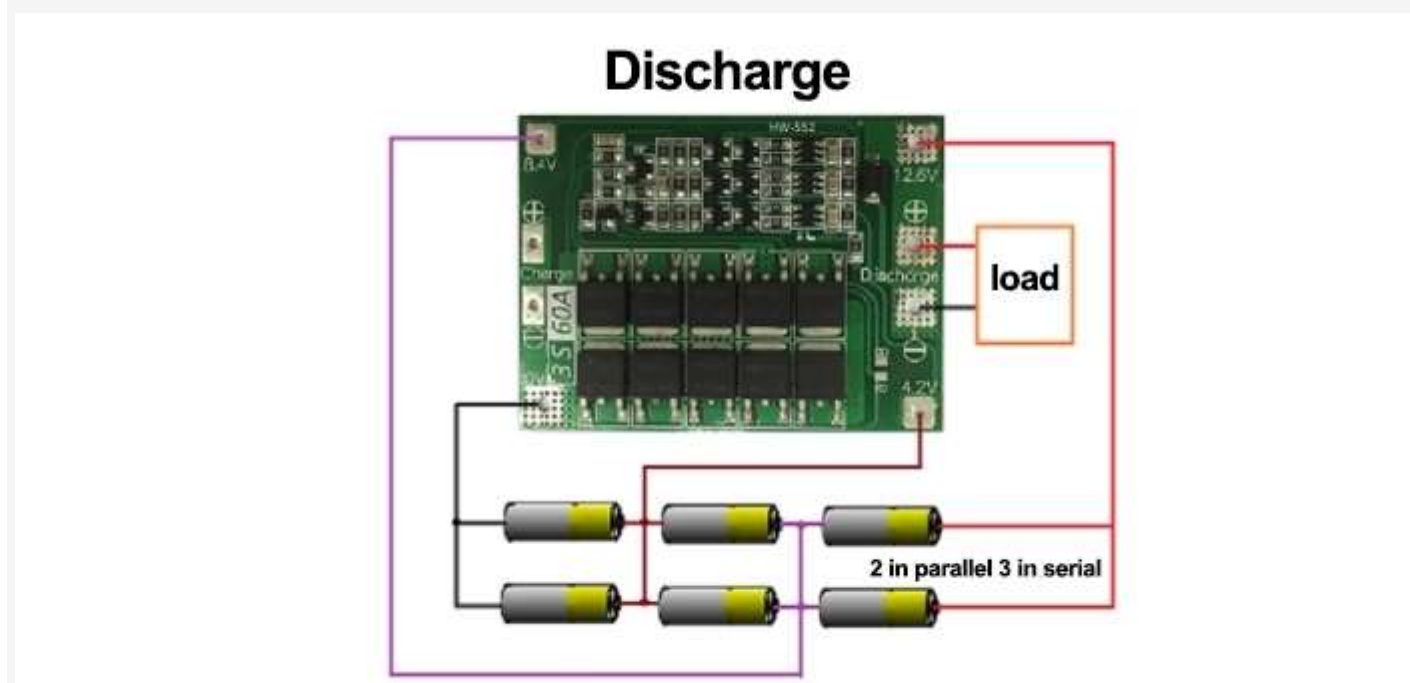 Discharge
HW-552
8.4V
12.6V
⊕
⊕
Charge
Discharge
load
⊖
⊖
3S 60A
4.2V
2 in parallel 3 in serial